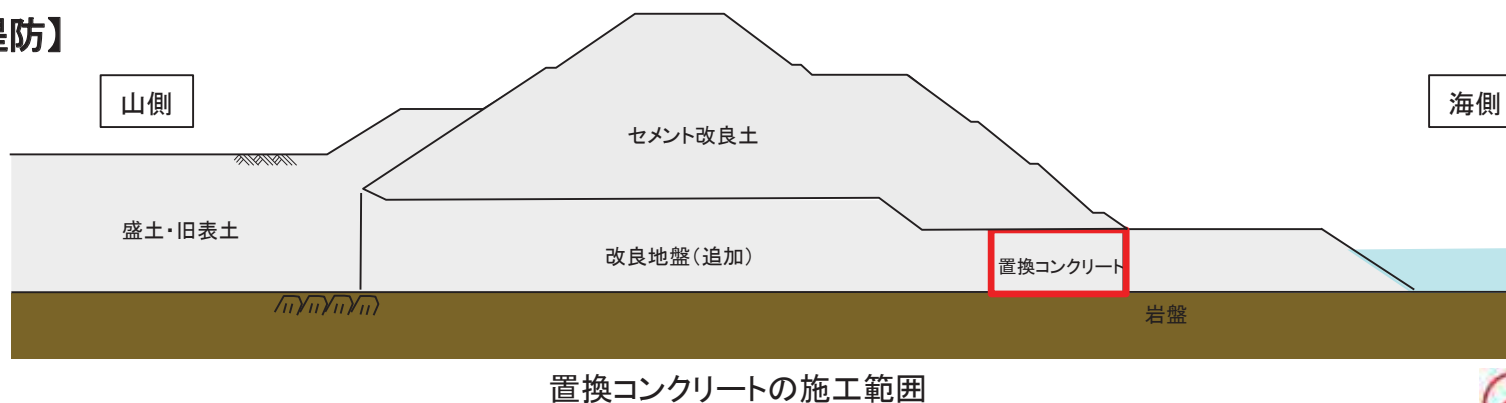 堤防】
山側
海側
セメント改良土
盛土・旧表土
改良地盤(追加)
置換コンクリート
岩盤
置換コンクリートの施工範囲